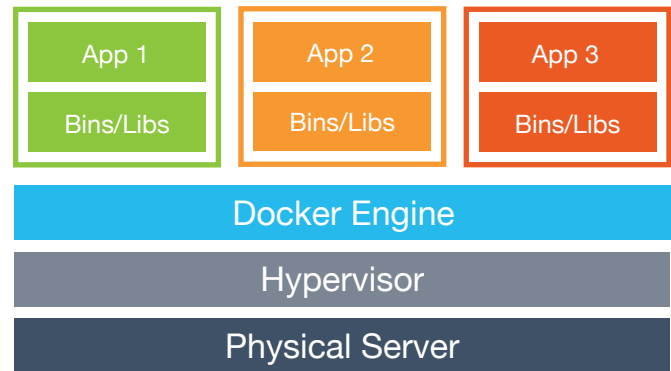 App 1
App 2
App 3
Bins/Libs
Bins/Libs
Bins/Libs
Docker Engine
Hypervisor
Physical Server